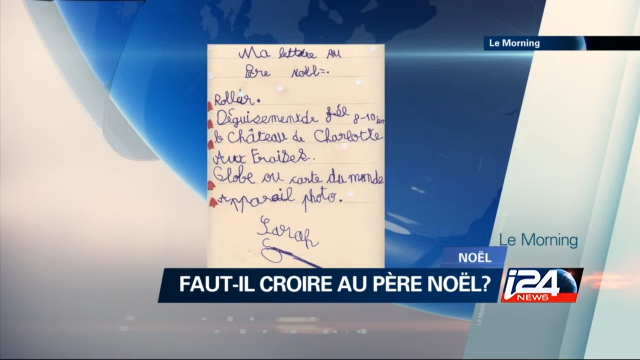 Le Morning
Ma lettre au
Père noël.
Roller.
Déguisement de fée 8-10 an
le Château de Charlotte
Aux Fraises.
Globe ou carte du monde
Appareil photo.
Sarah
Le Morning
NOËL
FAUT-IL CROIRE AU PÈRE NOËL?
i24
NEWS